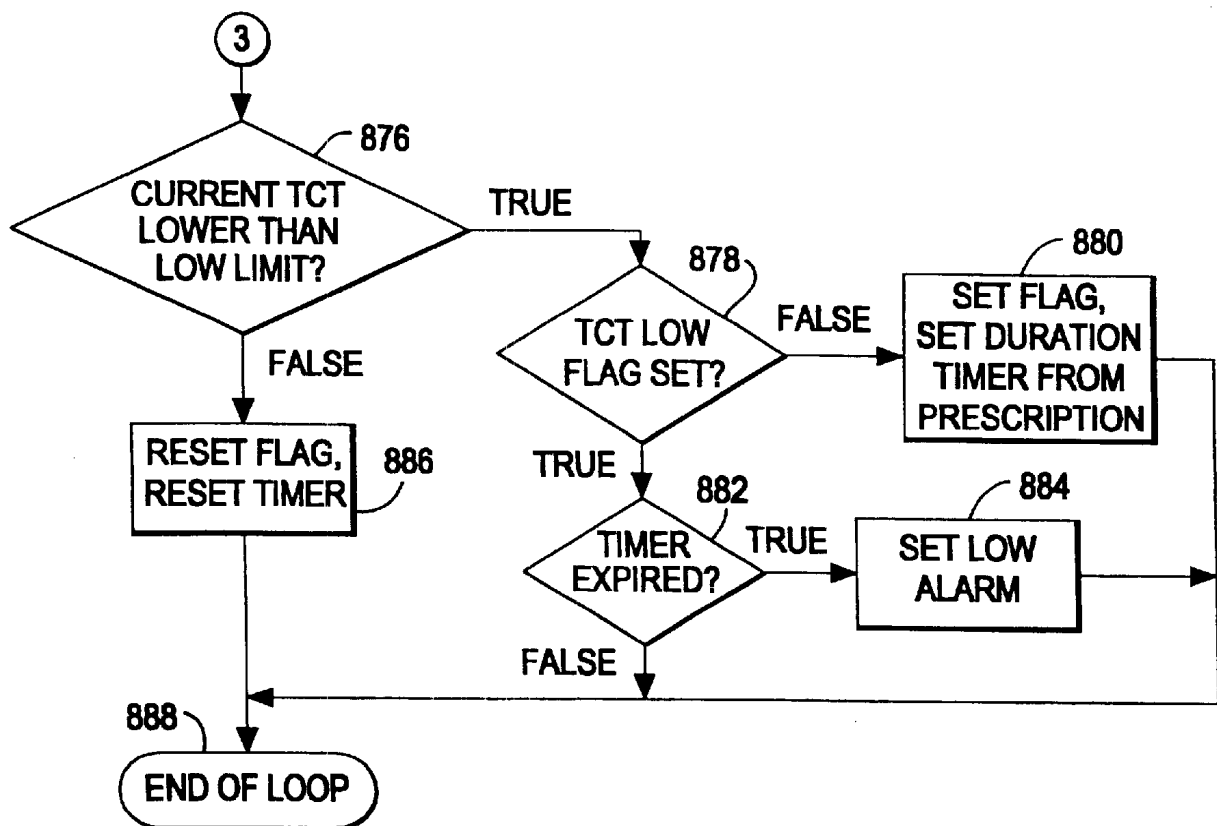 3
876
CURRENT TCT
LOWER THAN
LOW LIMIT?
TRUE
FALSE
878
TCT LOW
FLAG SET?
FALSE
880
SET FLAG,
SET DURATION
TIMER FROM
PRESCRIPTION
TRUE
RESET FLAG,
RESET TIMER
886
882
TIMER
EXPIRED?
TRUE
884
SET LOW
ALARM
FALSE
888
END OF LOOP